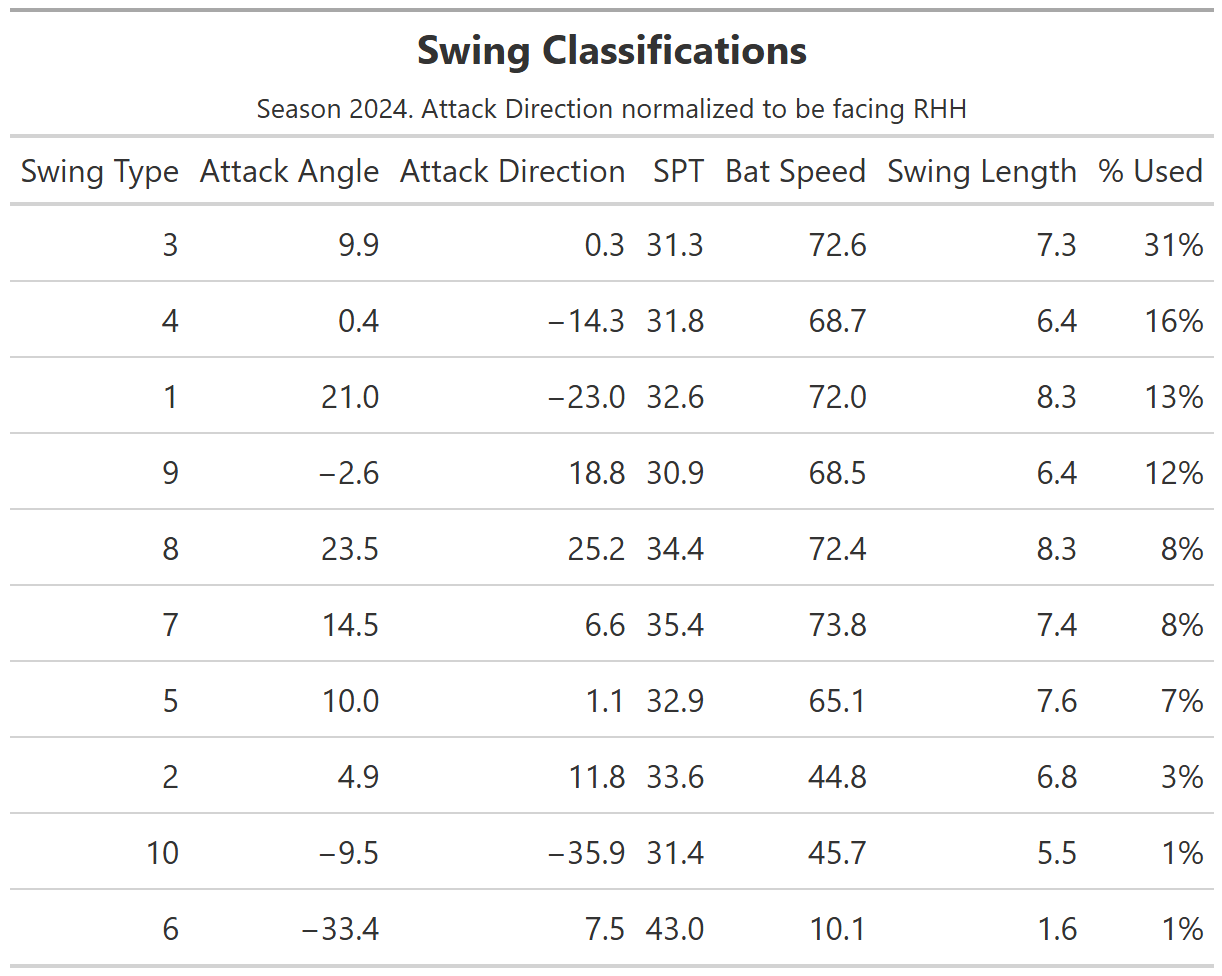 Swing Classifications
Season 2024. Attack Direction normalized to be facing RHH
Swing Type Attack Angle Attack Direction SPT Bat Speed Swing Length % Used
3 9.9 0.3 31.3 72.6 7.3 31%
4 0.4 −14.3 31.8 68.7 6.4 16%
1 21.0 −23.0 32.6 72.0 8.3 13%
9 −2.6 18.8 30.9 68.5 6.4 12%
8 23.5 25.2 34.4 72.4 8.3 8%
7 14.5 6.6 35.4 73.8 7.4 8%
5 10.0 1.1 32.9 65.1 7.6 7%
2 4.9 11.8 33.6 44.8 6.8 3%
10 −9.5 −35.9 31.4 45.7 5.5 1%
6 −33.4 7.5 43.0 10.1 1.6 1%